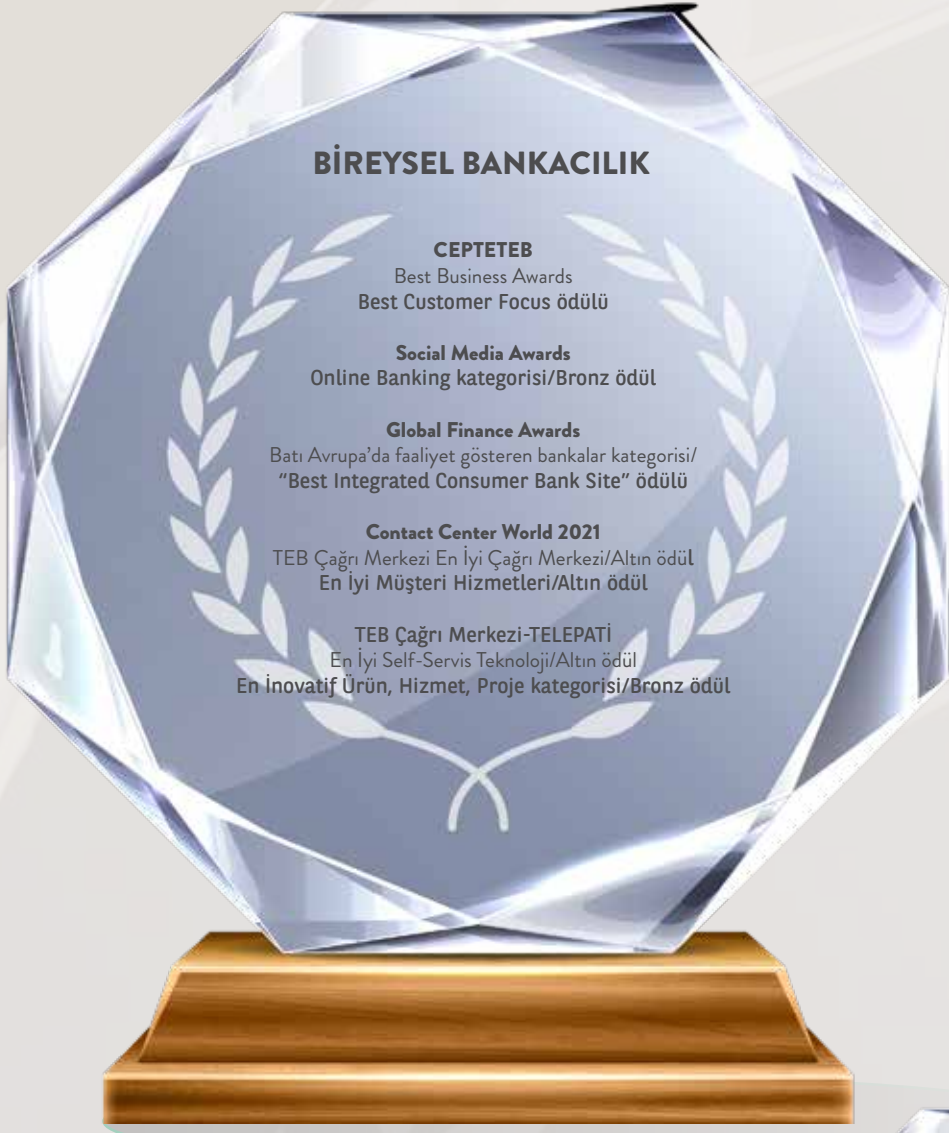 BİREYSEL BANKACILIK
CEPTETEB
Best Business Awards
Best Customer Focus ödülü
Social Media Awards
Online Banking kategorisi/Bronz ödül
Global Finance Awards
Batı Avrupa’da faaliyet gösteren bankalar kategorisi/
“Best Integrated Consumer Bank Site” ödülü
Contact Center World 2021
TEB Çağrı Merkezi En İyi Çağrı Merkezi/Altın ödül
En İyi Müşteri Hizmetleri/Altın ödül
TEB Çağrı Merkezi-TELEPATİ
En İyi Self-Servis Teknoloji/Altın ödül
En İnovatif Ürün, Hizmet, Proje kategorisi/Bronz ödül